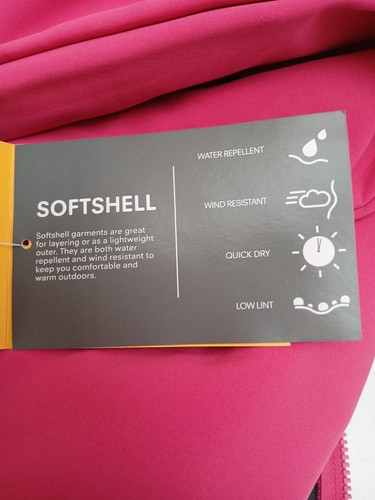 SOFTSHELL
Softshell garments are great
for layering or as a lightweight
outer. They are both water
repellent and wind resistant to
keep you comfortable and
warm outdoors.
WATER REPELLENT
WIND RESISTANT
QUICK DRY
LOW LINT